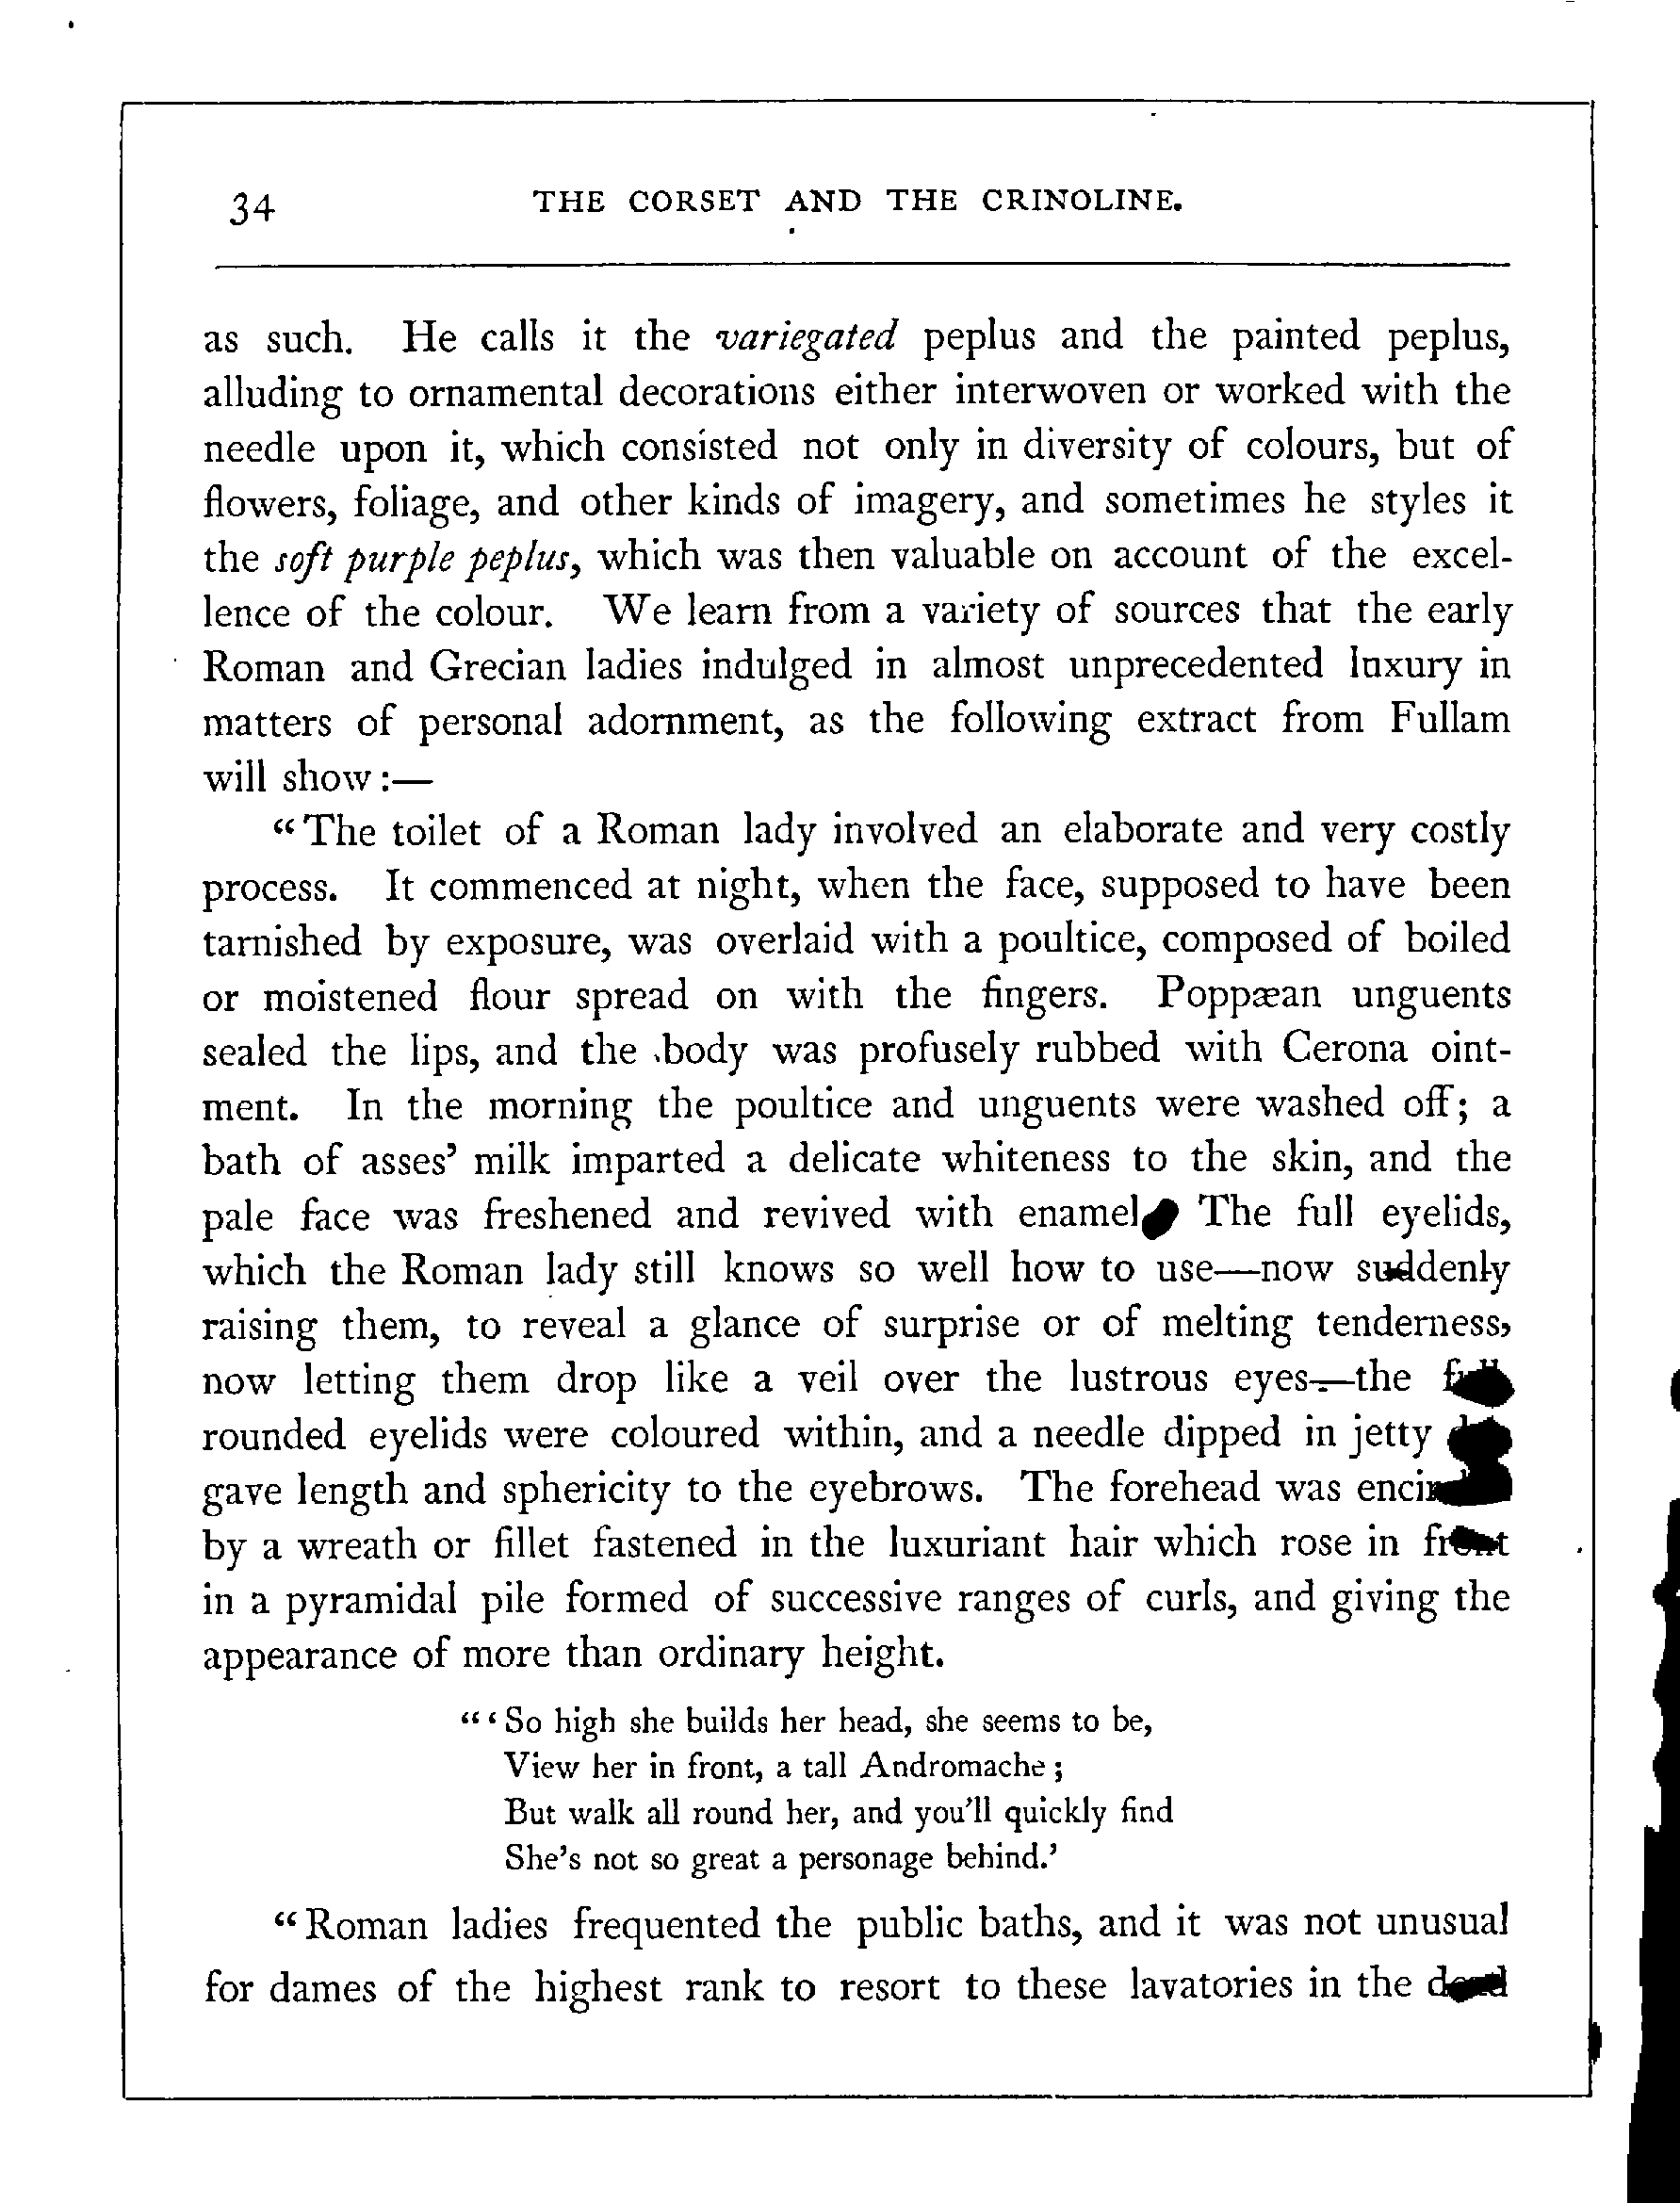 34 THE CORSET AND THE CRINOLINE.
as such. He calls it the variegated peplus and the painted peplus,
alluding to ornamental decorations either interwoven or worked with the
needle upon it, which consisted not only in diversity of colours, but of
flowers, foliage, and other kinds of imagery, and sometimes he styles it
the soft purple peplus, which was then valuable on account of the excel-
lence of the colour. We learn from a variety of sources that the early
Roman and Grecian ladies indulged in almost unprecedented luxury in
matters of personal adornment, as the following extract from Fullam
will show:—
“The toilet of a Roman lady involved an elaborate and very costly
process. It commenced at night, when the face, supposed to have been
tarnished by exposure, was overlaid with a poultice, composed of boiled
or moistened flour spread on with the fingers. Poppæan unguents
sealed the lips, and the body was profusely rubbed with Cerona oint-
ment. In the morning the poultice and unguents were washed off; a
bath of asses’ milk imparted a delicate whiteness to the skin, and the
pale face was freshened and revived with enamel. The full eyelids,
which the Roman lady still knows so well how to use—now suddenly
raising them, to reveal a glance of surprise or of melting tenderness,
now letting them drop like a veil over the lustrous eyes—the full
rounded eyelids were coloured within, and a needle dipped in jetty
gave length and sphericity to the eyebrows. The forehead was
by a wreath or fillet fastened in the luxuriant hair which rose in front
in a pyramidal pile formed of successive ranges of curls, and giving the
appearance of more than ordinary height.
“‘So high she builds her head, she seems to be,
View her in front, a tall Andromache;
But walk all round her, and you’ll quickly find
She’s not so great a personage behind.’
“Roman ladies frequented the public baths, and it was not unusual
for dames of the highest rank to resort to these lavatories in the dead